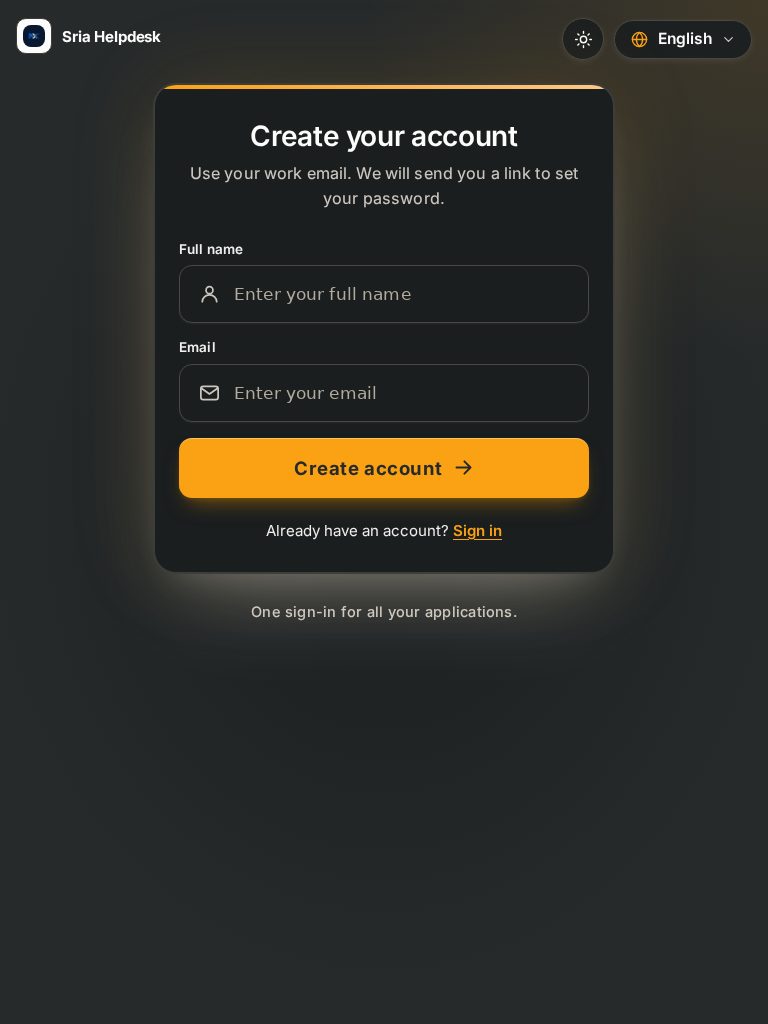 Sria Helpdesk
English
Create your account
Use your work email. We will send you a link to set
your password.
Full name
Enter your full name
Email
Enter your email
Create account
Already have an account? Sign in
One sign-in for all your applications.